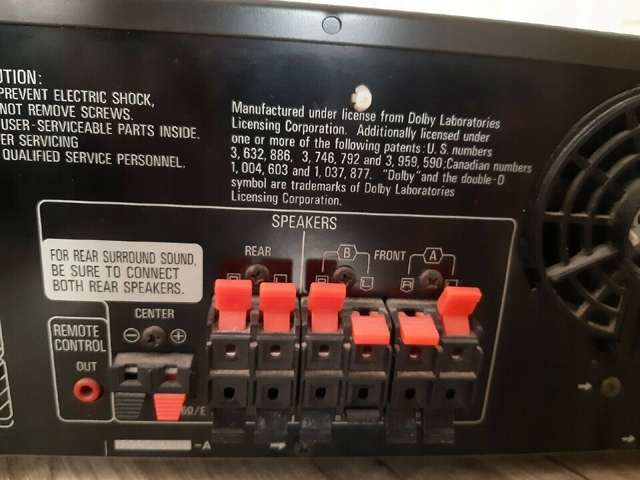 UTION:
PREVENT ELECTRIC SHOCK,
NOT REMOVE SCREWS.
USER-SERVICEABLE PARTS INSIDE.
ER SERVICING
QUALIFIED SERVICE PERSONNEL.
Manufactured under license from Dolby Laboratories
Licensing Corporation. Additionally licensed under
one or more of the following patents: U. S. numbers
3, 632, 886, 3, 746, 792 and 3, 959, 590;Canadian numbers
1, 004, 603 and 1, 037, 877. "Dolby" and the double-D
symbol are trademarks of Dolby Laboratories
Licensing Corporation.
SPEAKERS
FOR REAR SURROUND SOUND,
BE SURE TO CONNECT
BOTH REAR SPEAKERS.
REAR
B FRONT A
R L R L R L
CENTER
− +
REMOTE
CONTROL
OUT
6Ω/E
-A